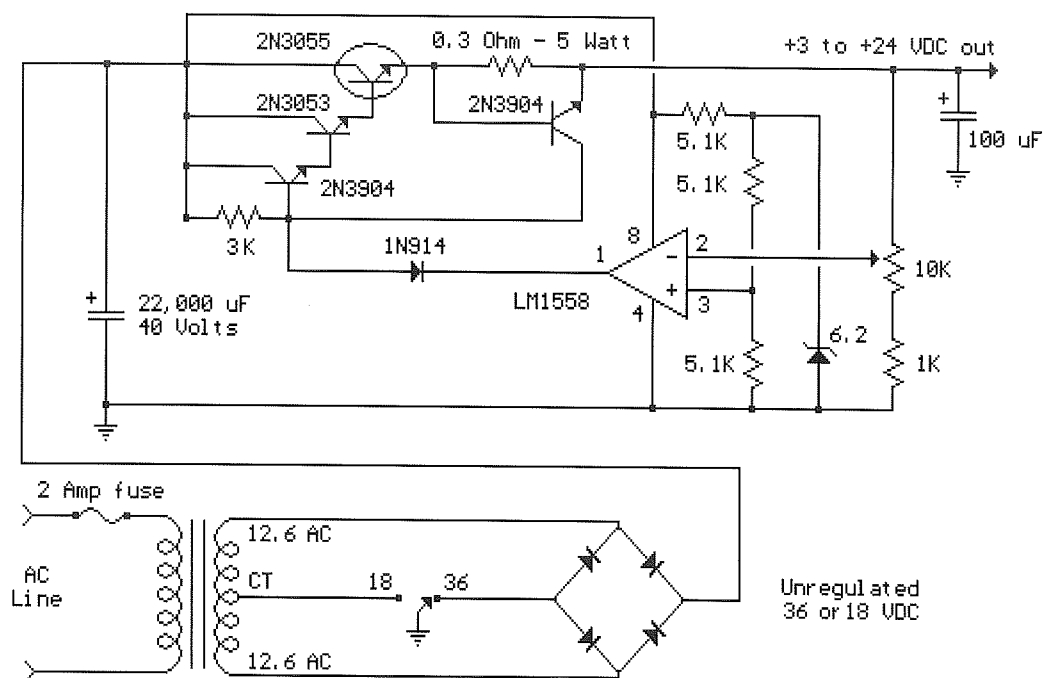 2N3055
0.3 Ohm - 5 Watt
+3 to +24 VDC out
2N3053
2N3904
+
100 uF
5.1K
5.1K
2N3904
3K
1N914
1
8
2
-
+
3
4
LM1558
10K
+
22,000 uF
40 Volts
6.2
5.1K
1K
2 Amp fuse
12.6 AC
AC
Line
CT
18
36
Unregulated
36 or 18 VDC
12.6 AC